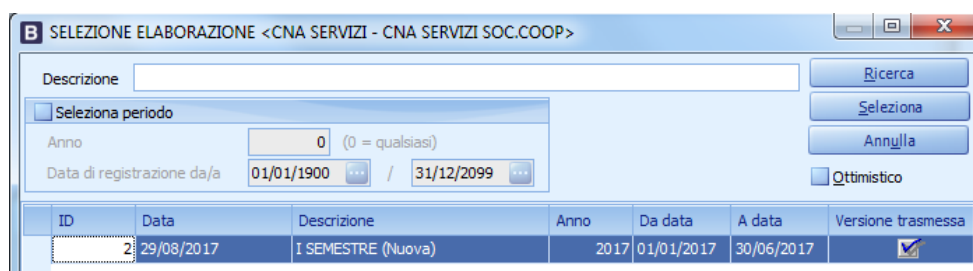 B SELEZIONE ELABORAZIONE <CNA SERVIZI - CNA SERVIZI SOC.COOP>
Descrizione
Ricerca
Seleziona periodo
Seleziona
Anno 0 (0 = qualsiasi)
Annulla
Data di registrazione da/a 01/01/1900 ... / 31/12/2099 ...
Ottimistico
ID Data Descrizione Anno Da data A data Versione trasmessa
2 29/08/2017 I SEMESTRE (Nuova) 2017 01/01/2017 30/06/2017